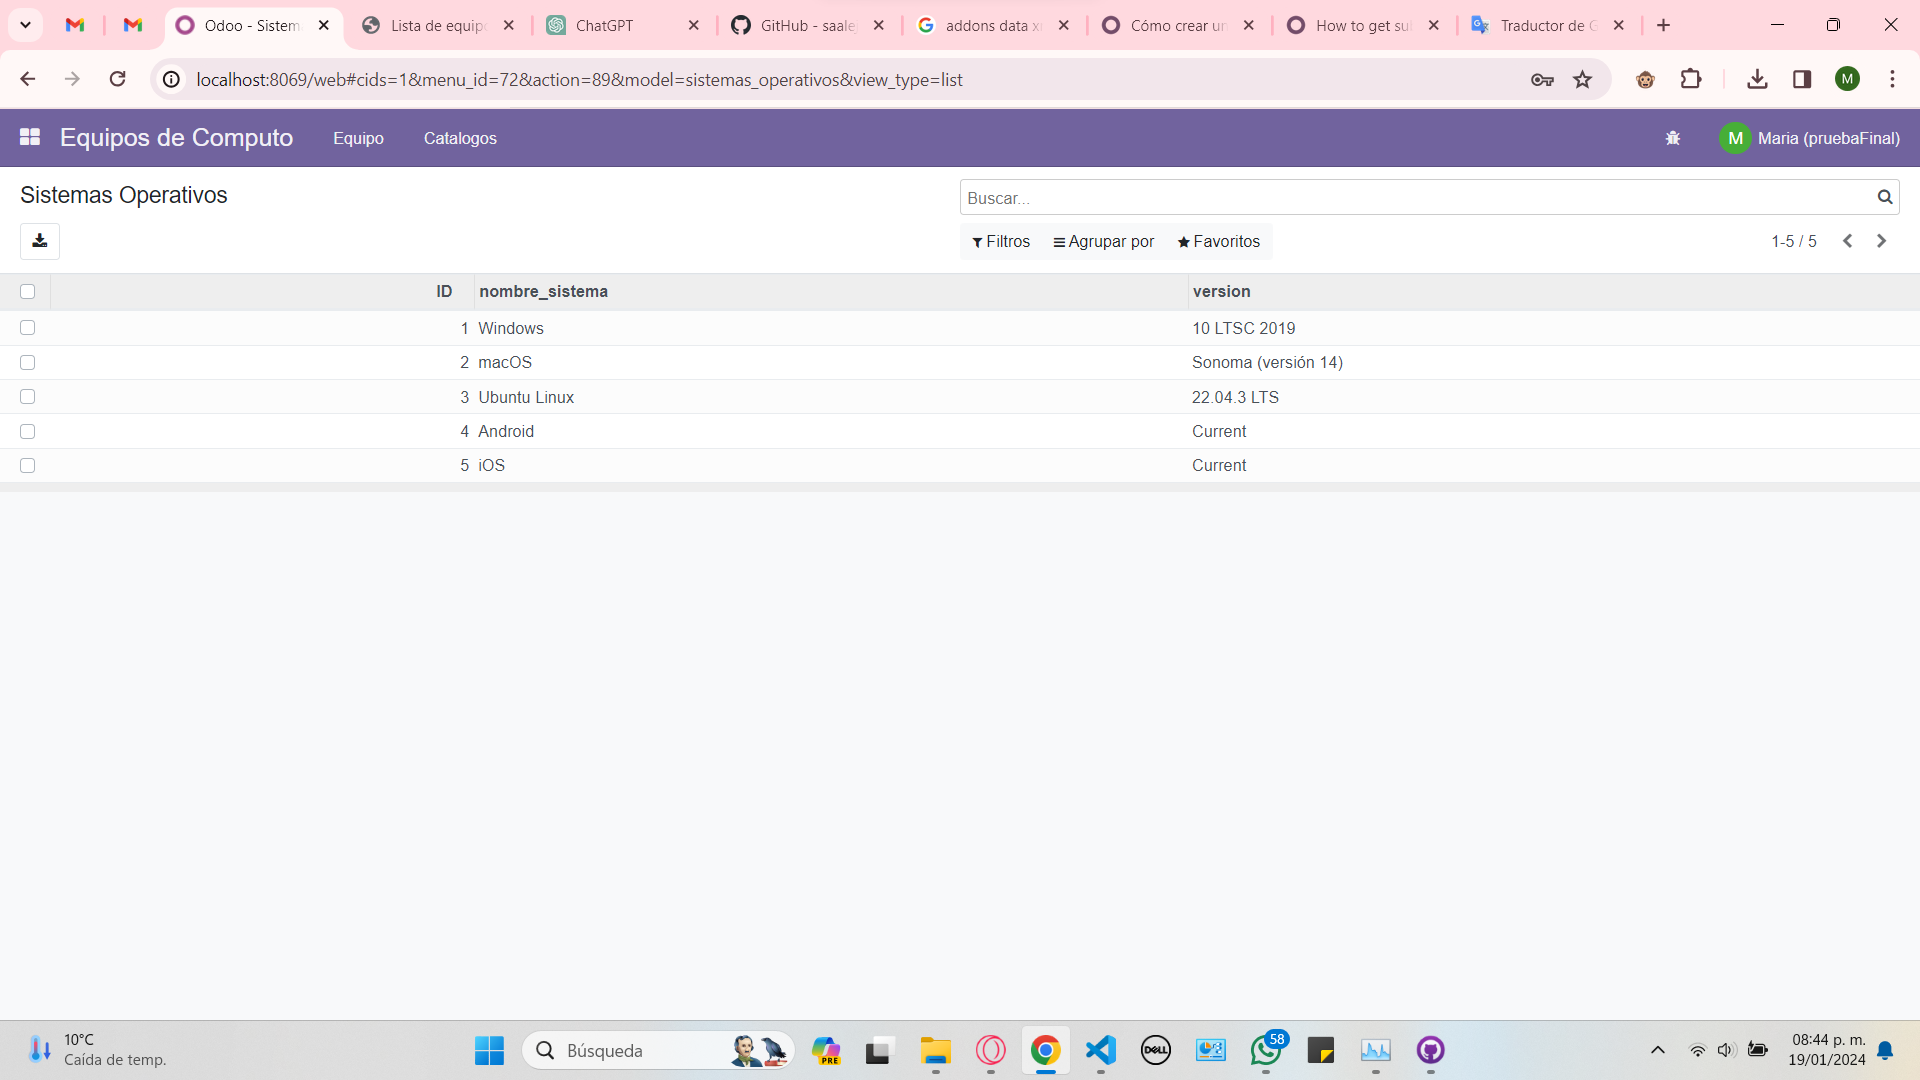 Odoo - Sistem
Lista de equip
ChatGPT
GitHub - saale
addons data x
Cómo crear un
How to get su
Traductor de G
localhost:8069/web#cids=1&menu_id=72&action=89&model=sistemas_operativos&view_type=list
M
Equipos de Computo
Equipo
Catalogos
M
Maria (pruebaFinal)
Sistemas Operativos
Buscar...
Filtros
Agrupar por
Favoritos
1-5 / 5
ID nombre_sistema version
1 Windows 10 LTSC 2019
2 macOS Sonoma (versión 14)
3 Ubuntu Linux 22.04.3 LTS
4 Android Current
5 iOS Current
10°C
Caída de temp.
Búsqueda
PRE
DELL
58
08:44 p. m.
19/01/2024